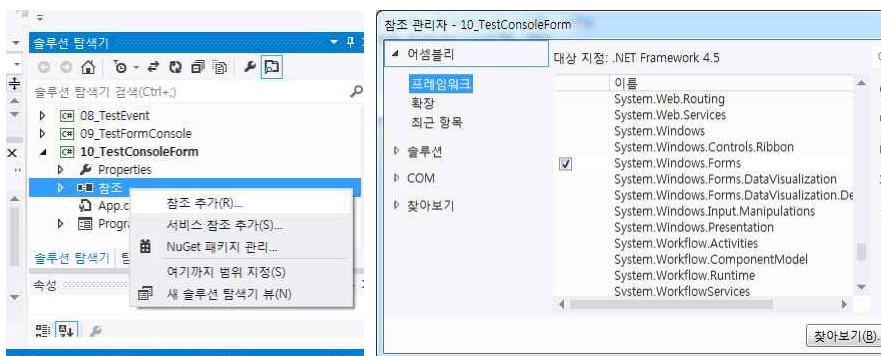 솔루션 탐색기
솔루션 탐색기 검색(Ctrl+;)
C# 08_TestEvent
C# 09_TestFormConsole
C# 10_TestConsoleForm
Properties
참조
App.c
Progra
참조 추가(R)...
서비스 참조 추가(S)...
NuGet 패키지 관리...
여기까지 범위 지정(S)
새 솔루션 탐색기 뷰(N)
솔루션 탐색기
속성
참조 관리자 - 10_TestConsoleForm
어셈블리
프레임워크
확장
최근 항목
솔루션
COM
찾아보기
대상 지정: .NET Framework 4.5
이름
System.Web.Routing
System.Web.Services
System.Windows
System.Windows.Controls.Ribbon
System.Windows.Forms
System.Windows.Forms.DataVisualization
System.Windows.Forms.DataVisualization.De
System.Windows.Input.Manipulations
System.Windows.Presentation
System.Workflow.Activities
System.Workflow.ComponentModel
System.Workflow.Runtime
System.WorkflowServices
찾아보기(B).